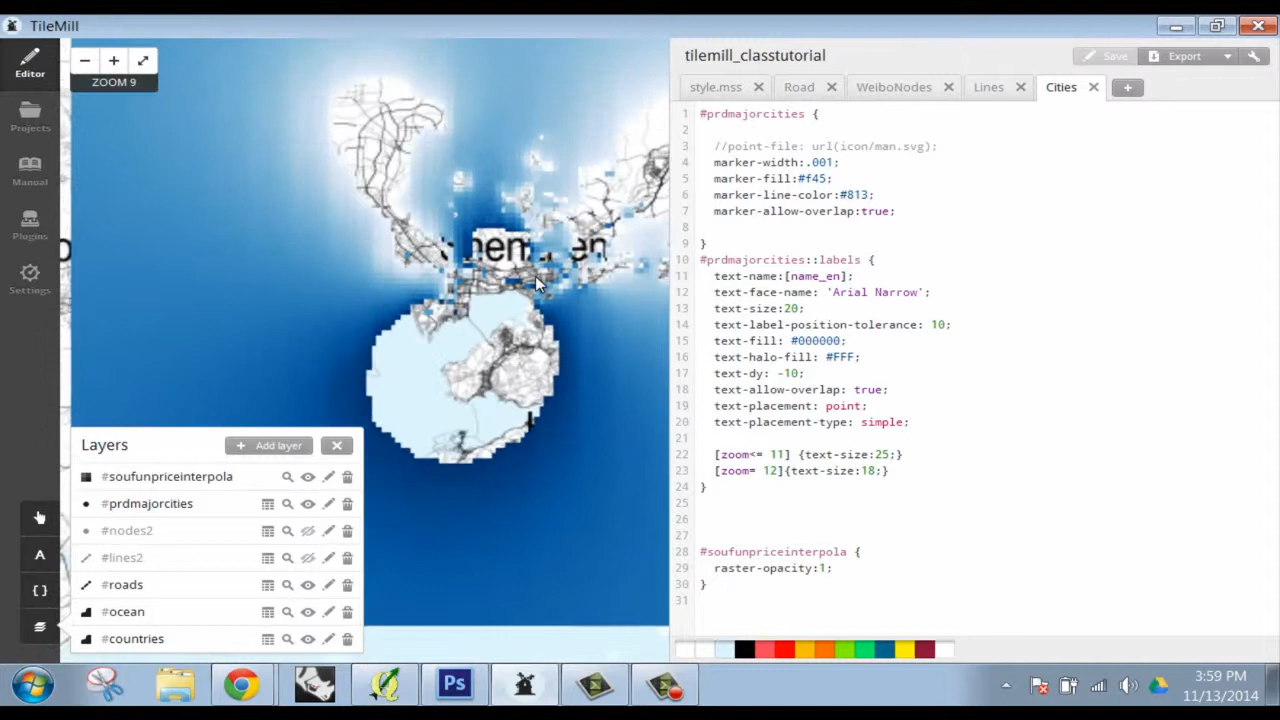 TileMill
Editor
Projects
Manual
Plugins
Settings
ZOOM 9
A
Layers
Add layer
#soufunpriceinterpola
#prdmajorcities
#nodes2
#lines2
#roads
#ocean
#countries
tilemill_classtutorial
Save
Export
style.mss
Road
WeiboNodes
Lines
Cities
1 #prdmajorcities {
2
3 //point-file: url(icon/man.svg);
4 marker-width:.001;
5 marker-fill:#f45;
6 marker-line-color:#813;
7 marker-allow-overlap:true;
8
9 }
10 #prdmajorcities::labels {
11 text-name:[name_en];
12 text-face-name: 'Arial Narrow';
13 text-size:20;
14 text-label-position-tolerance: 10;
15 text-fill: #000000;
16 text-halo-fill: #FFF;
17 text-dy: -10;
18 text-allow-overlap: true;
19 text-placement: point;
20 text-placement-type: simple;
21
22 [zoom<= 11] {text-size:25;}
23 [zoom= 12]{text-size:18;}
24 }
25
26
27
28 #soufunpriceinterpola {
29 raster-opacity:1;
30 }
31
Ps
3:59 PM
11/13/2014